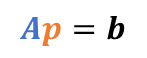 Ap = b